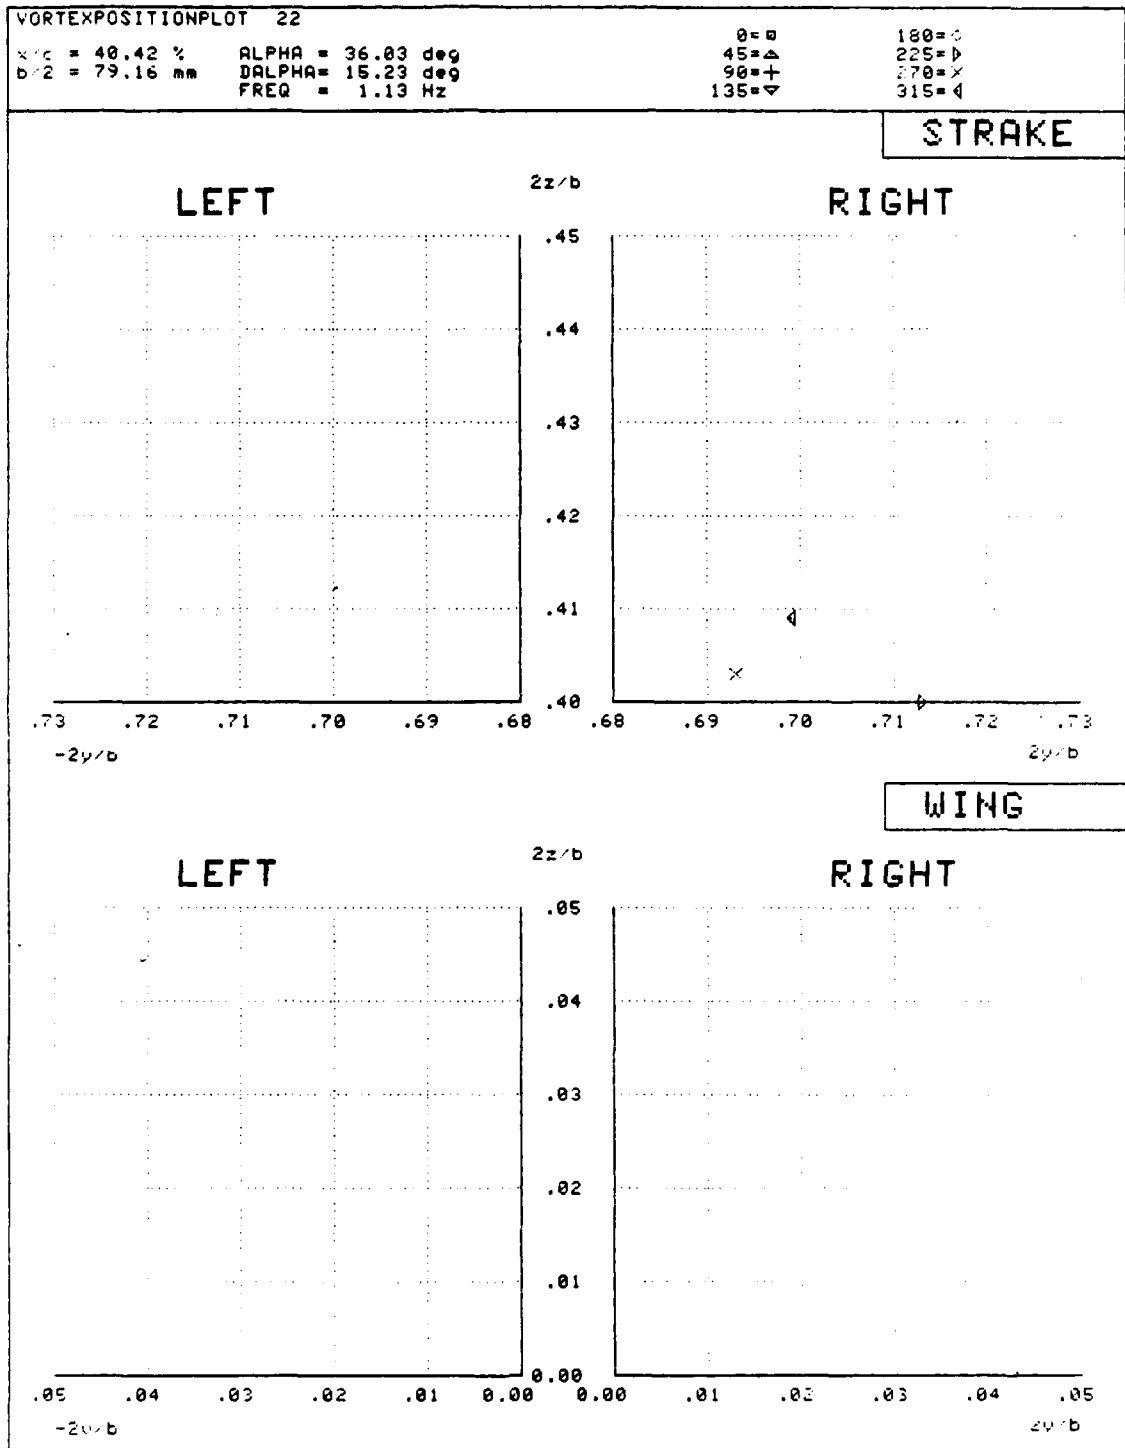 VORTEXPOSITIONPLOT 22
x/c = 40.42 % ALPHA = 36.03 deg 0= 180=
b/2 = 79.16 mm DALPHA= 15.23 deg 45= 225=
FREQ = 1.13 Hz 90=+ 270=×
135= 315=
STRAKE
LEFT 2z/b RIGHT
.45
.44
.43
.42
.41
.40
.73 .72 .71 .70 .69 .68 .68 .69 .70 .71 .72 .73
-2y/b 2y/b
WING
LEFT 2z/b RIGHT
.05
.04
.03
.02
.01
0.00
.05 .04 .03 .02 .01 0.00 0.00 .01 .02 .03 .04 .05
-2y/b 2y/b